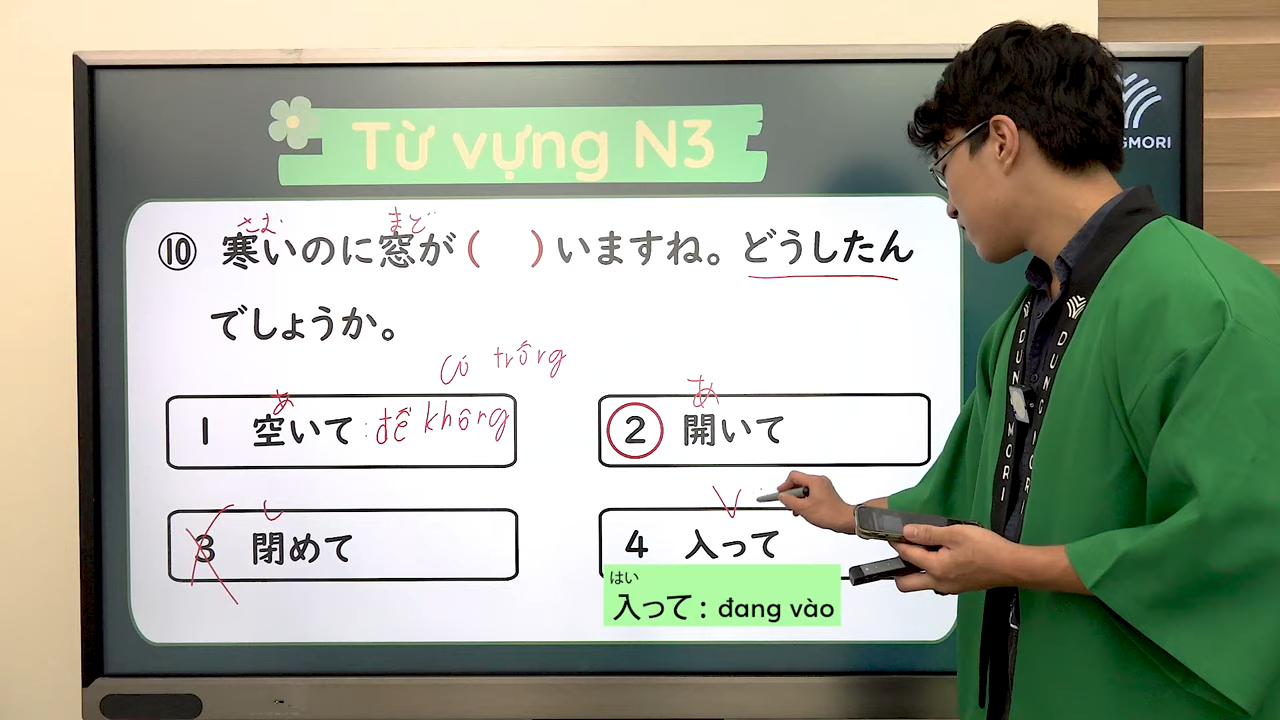 Từ vựng N3
さむ まど
⑩ 寒いのに窓が( )いますね。どうしたん
でしょうか。
có trống
あ
1 空いて : để không
あ
2 開いて
し
3 閉めて
4 入って
はい
入って : đang vào
GMORI
DUNGMORI